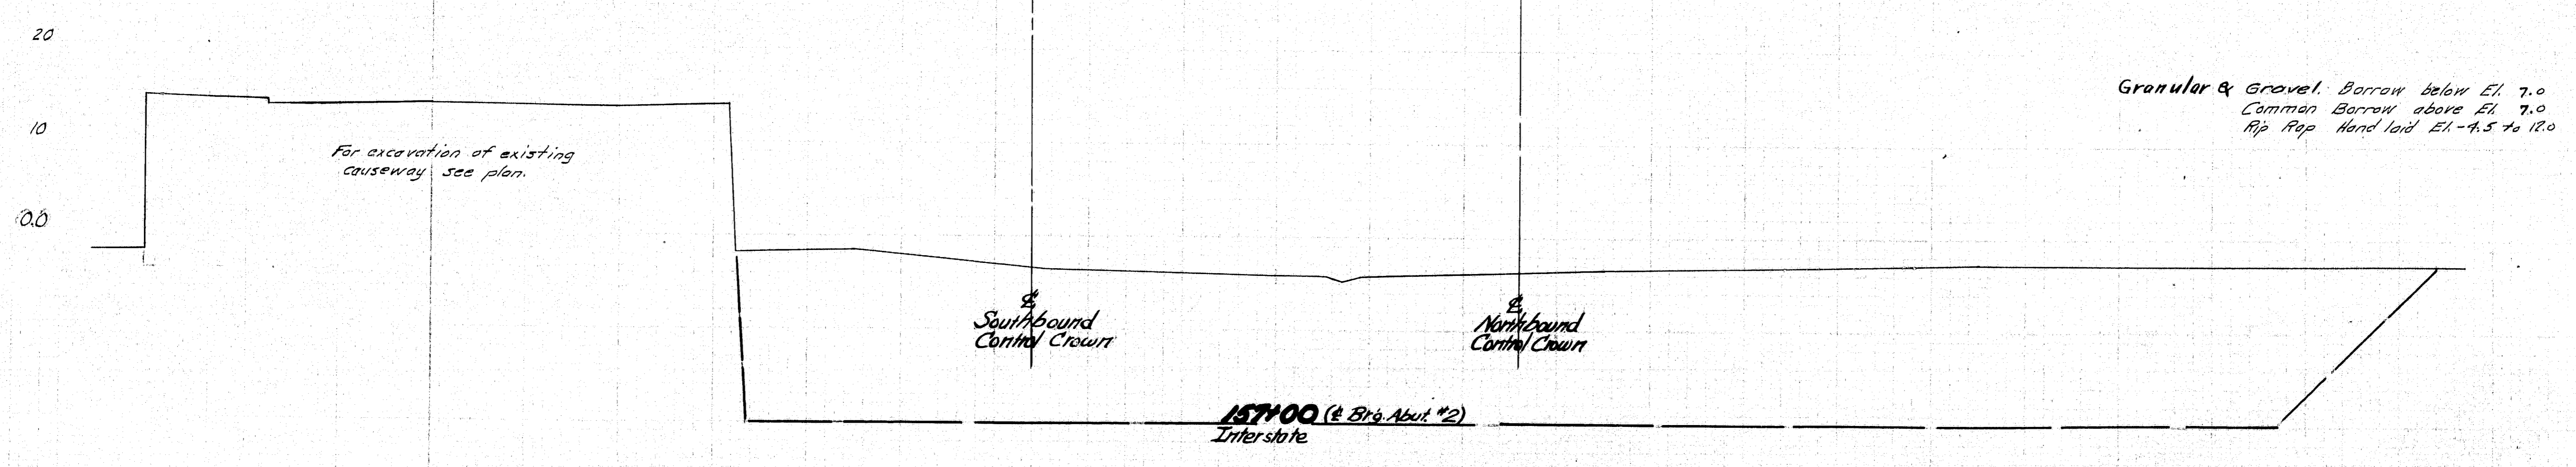 20
10
0.0
For excavation of existing
causeway see plan.
Granular & Gravel. Borrow below El. 7.0
Common Borrow above El. 7.0
Rip Rap Hand laid El. -4.5 to 12.0
℄
Southbound
Control Crown
℄
Northbound
Control Crown
157+00 (℄ Brg. Abut. #2)
Interstate